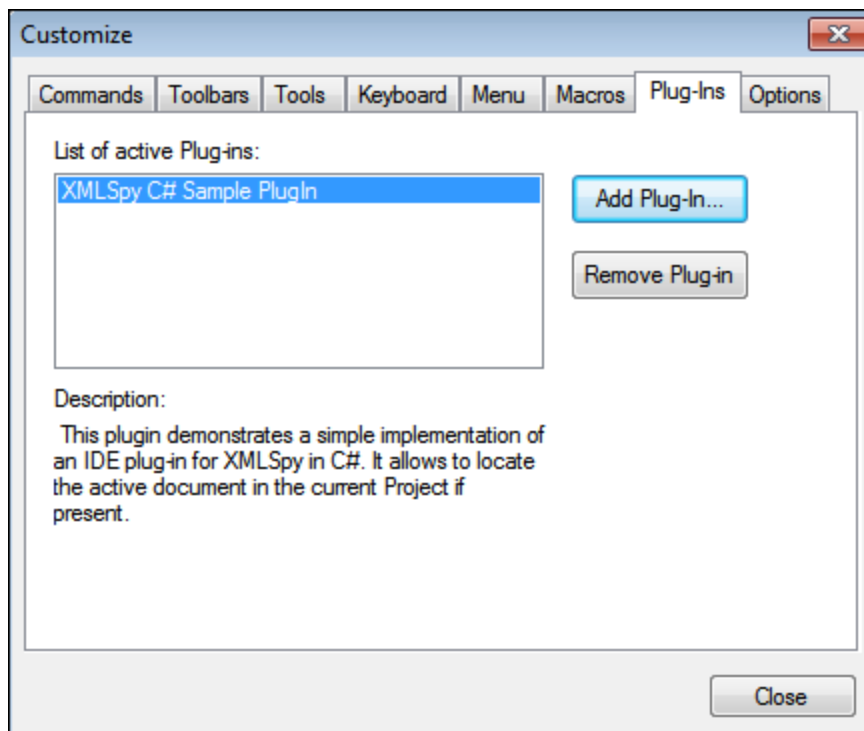 Customize
Commands Toolbars Tools Keyboard Menu Macros Plug-Ins Options
List of active Plug-ins:
XMLSpy C# Sample PlugIn
Add Plug-In...
Remove Plug-in
Description:
This plugin demonstrates a simple implementation of
an IDE plug-in for XMLSpy in C#. It allows to locate
the active document in the current Project if
present.
Close